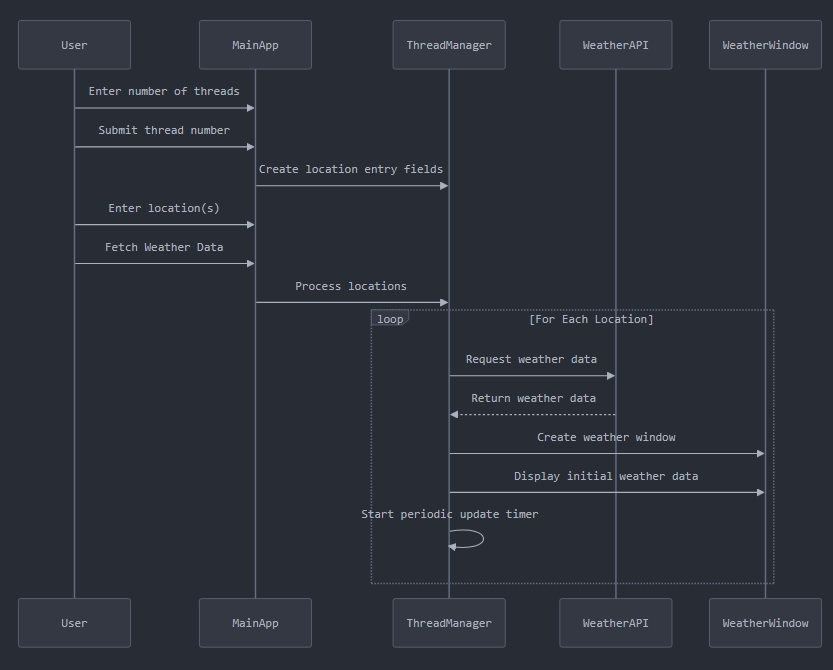 User
MainApp
ThreadManager
WeatherAPI
WeatherWindow
Enter number of threads
Submit thread number
Create location entry fields
Enter location(s)
Fetch Weather Data
Process locations
loop
[For Each Location]
Request weather data
Return weather data
Create weather window
Display initial weather data
Start periodic update timer
User
MainApp
ThreadManager
WeatherAPI
WeatherWindow